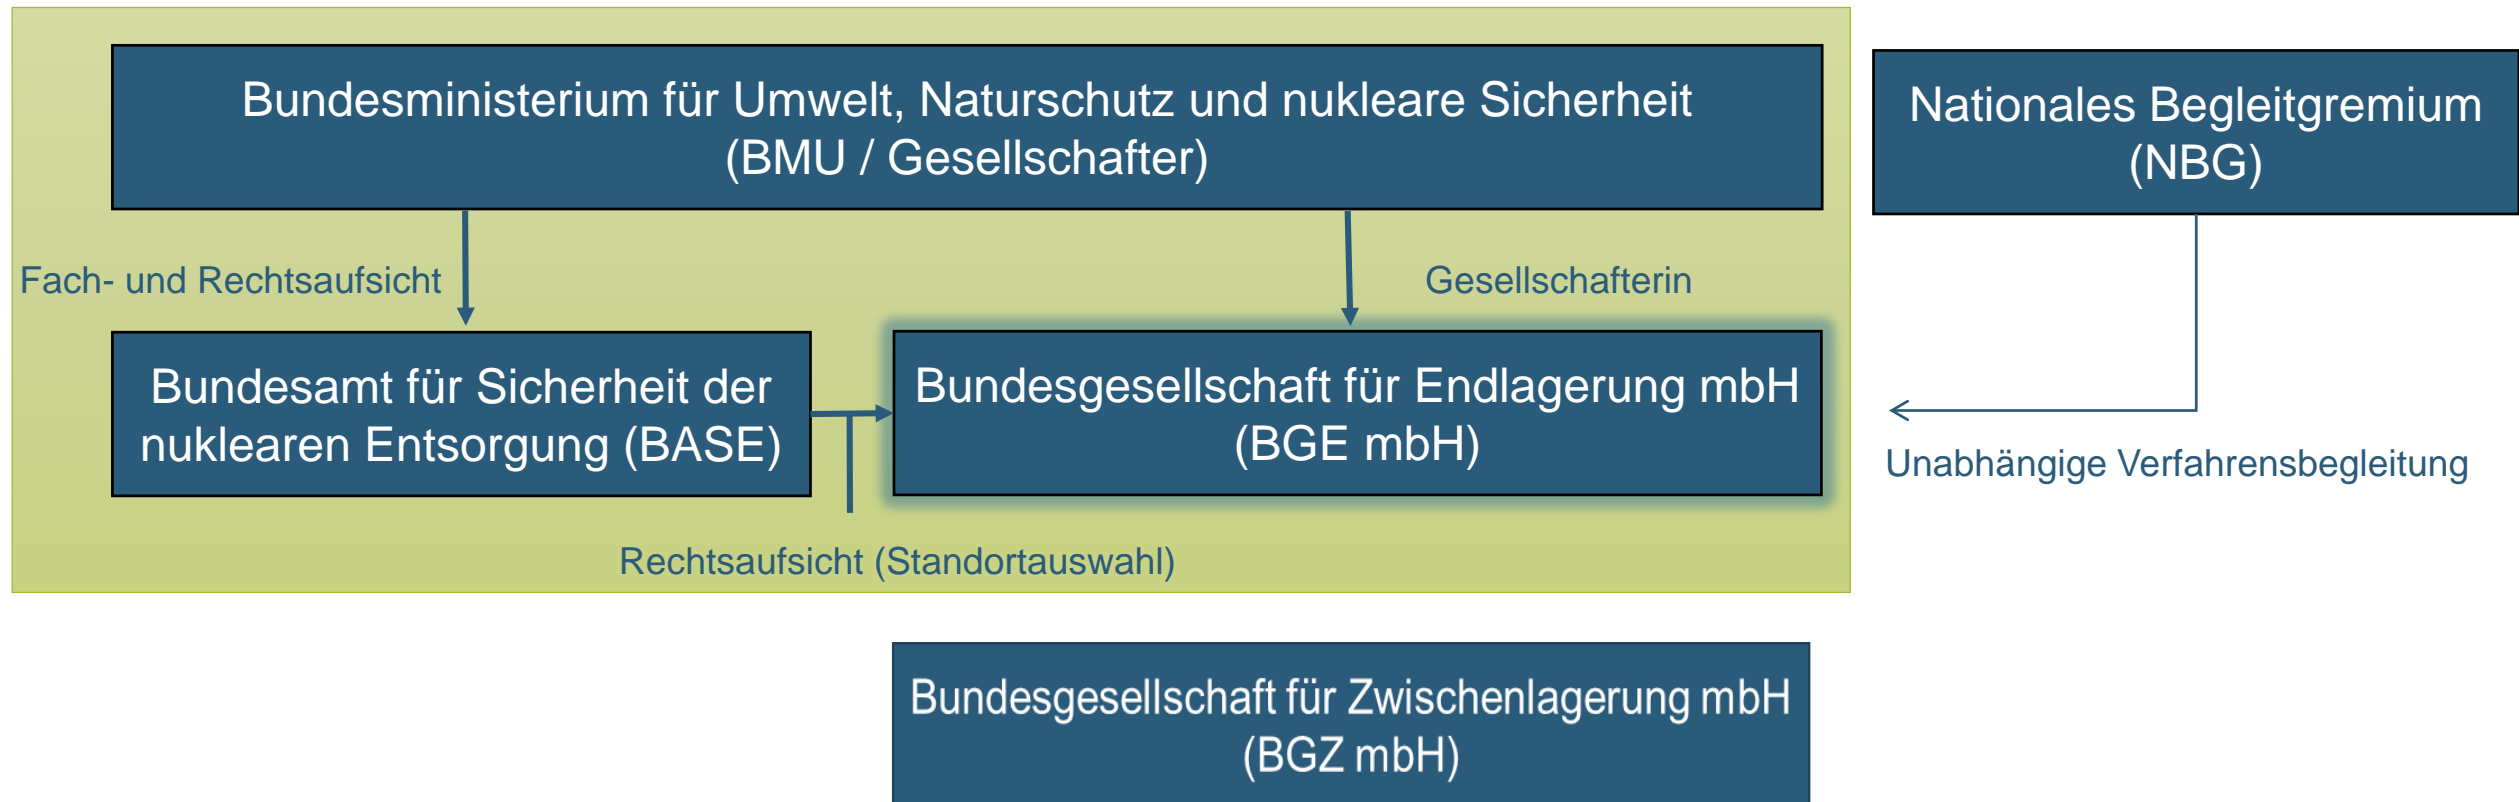 Bundesministerium für Umwelt, Naturschutz und nukleare Sicherheit
(BMU / Gesellschafter)
Nationales Begleitgremium
(NBG)
Fach- und Rechtsaufsicht
Gesellschafterin
Bundesamt für Sicherheit der
nuklearen Entsorgung (BASE)
Bundesgesellschaft für Endlagerung mbH
(BGE mbH)
Unabhängige Verfahrensbegleitung
Rechtsaufsicht (Standortauswahl)
Bundesgesellschaft für Zwischenlagerung mbH
(BGZ mbH)